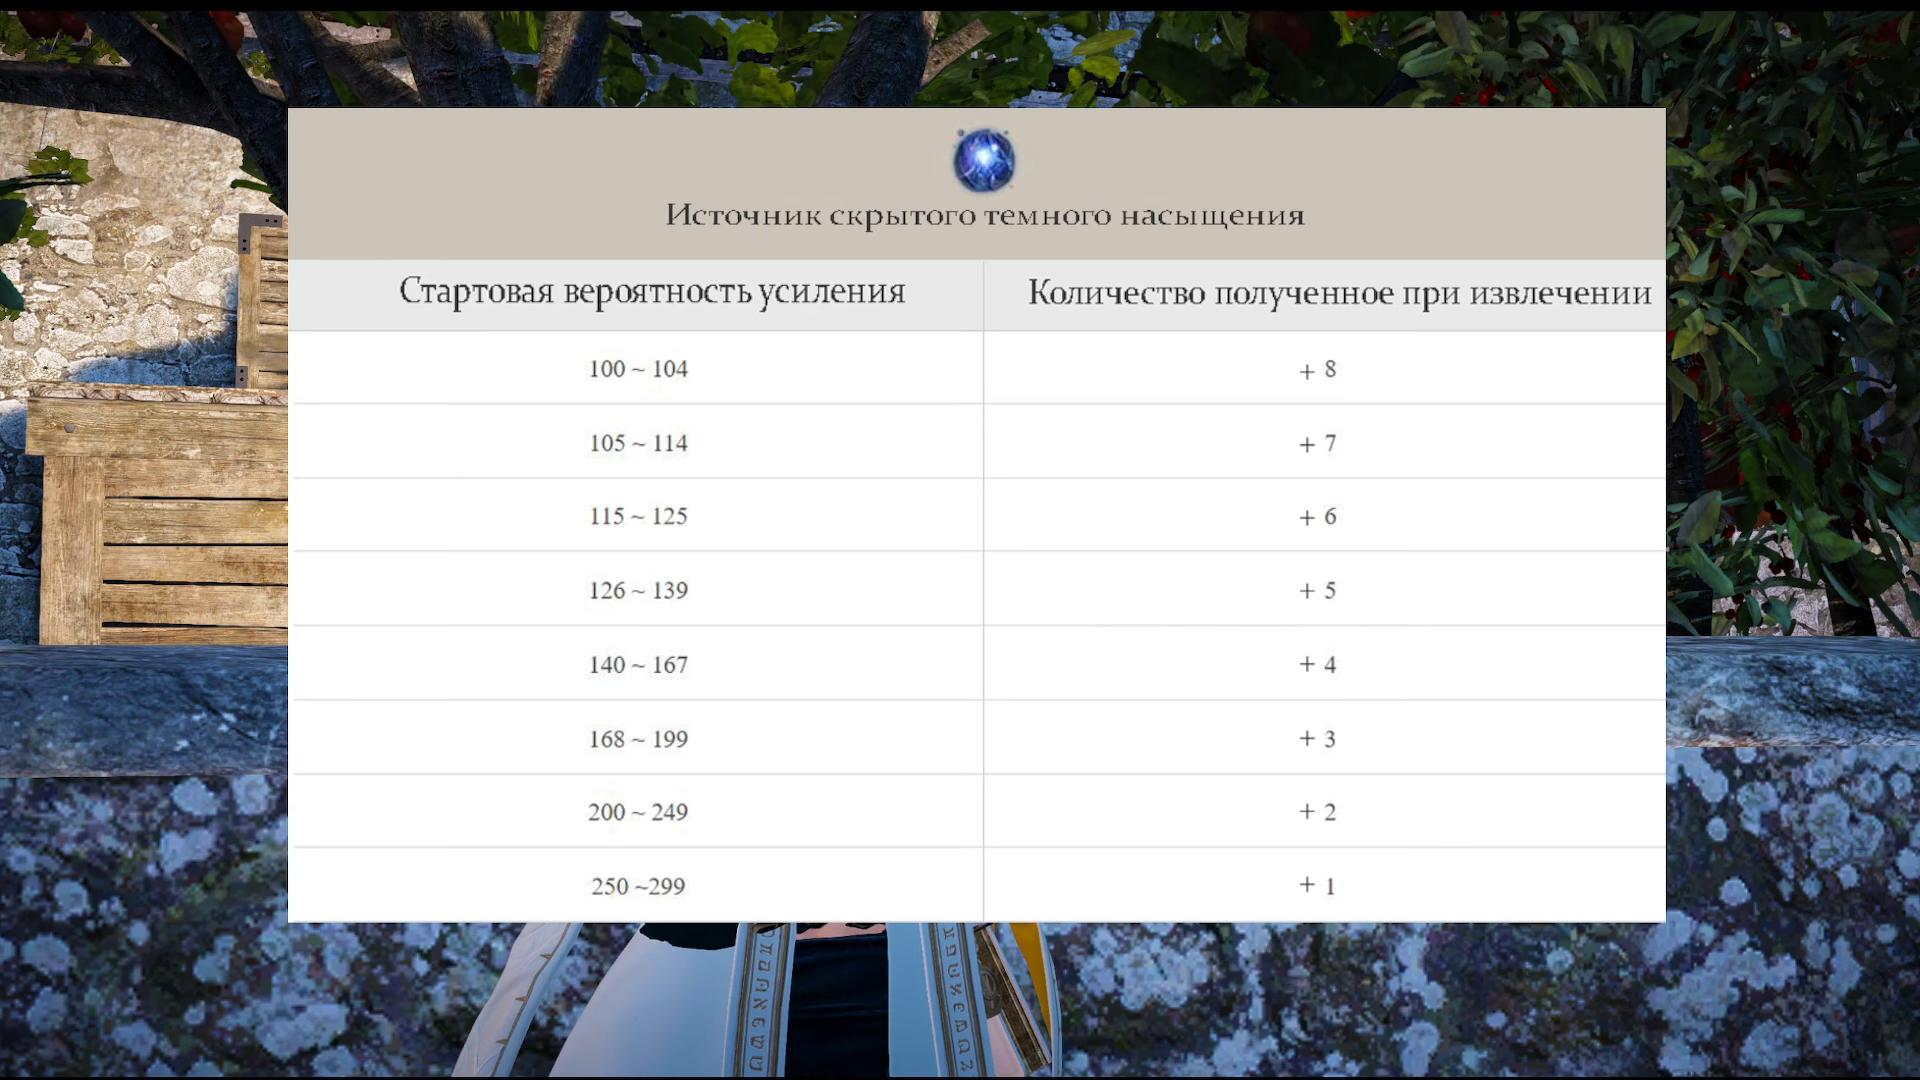 Источник скрытого темного насыщения
Стартовая вероятность усиления Количество полученное при извлечении
100 ~ 104 + 8
105 ~ 114 + 7
115 ~ 125 + 6
126 ~ 139 + 5
140 ~ 167 + 4
168 ~ 199 + 3
200 ~ 249 + 2
250 ~299 + 1